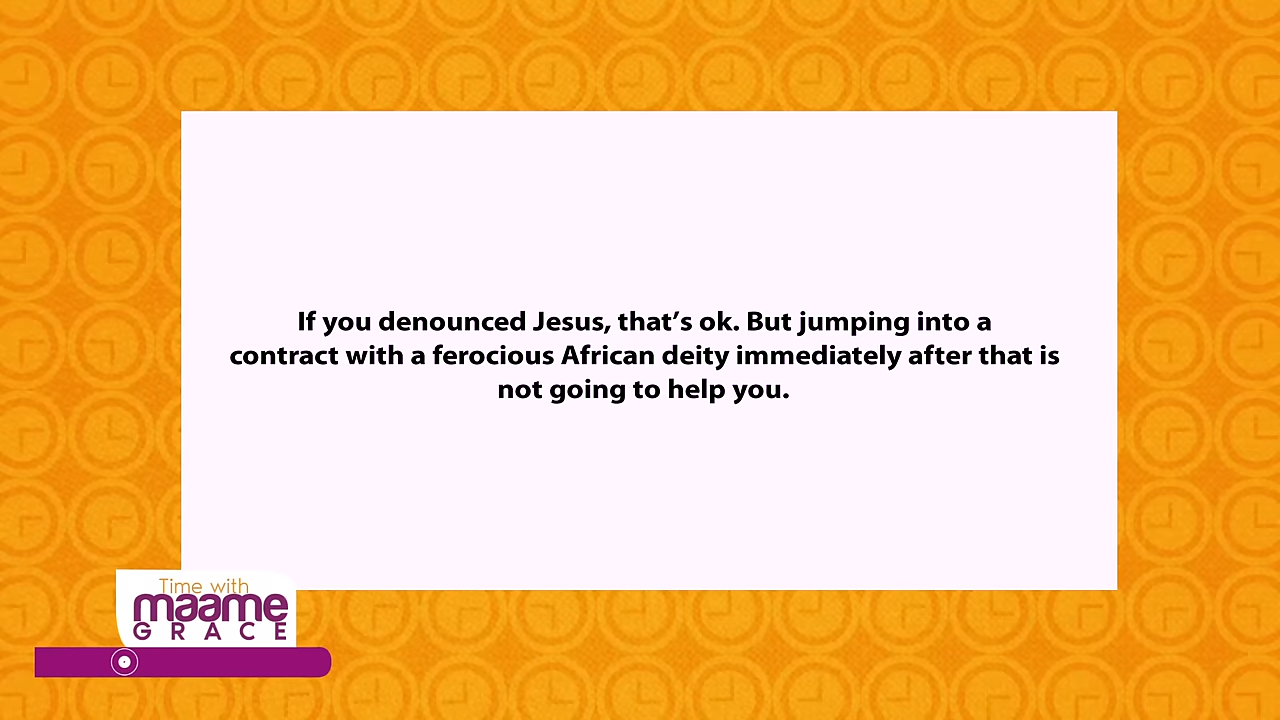 If you denounced Jesus, that’s ok. But jumping into a
contract with a ferocious African deity immediately after that is
not going to help you.
Time with
maame
GRACE